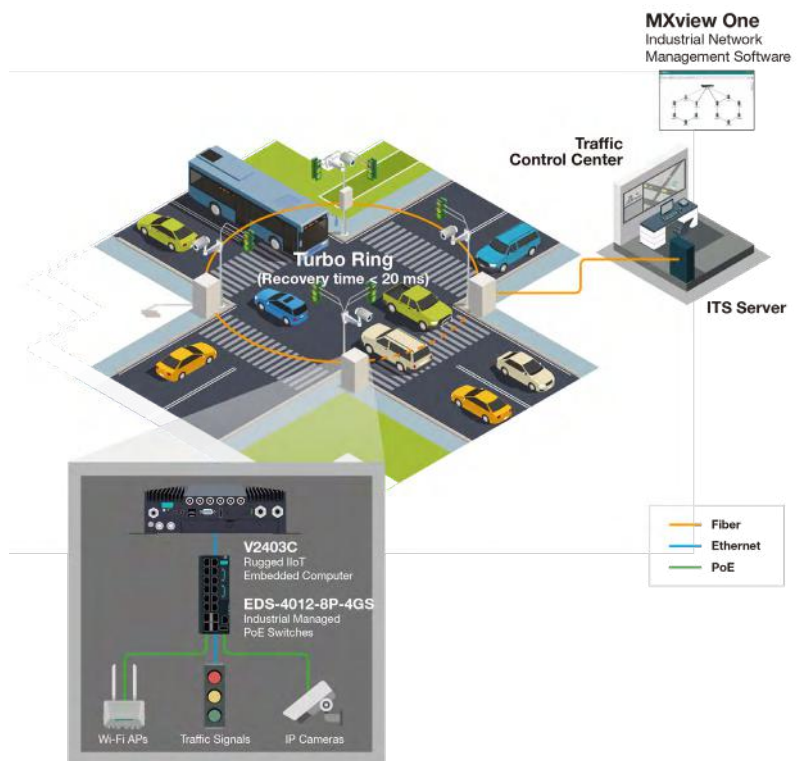 MXview One
Industrial Network
Management Software
Traffic
Control Center
Turbo Ring
(Recovery time < 20 ms)
ITS Server
Fiber
Ethernet
PoE
V2403C
Rugged IIoT
Embedded Computer
EDS-4012-8P-4GS
Industrial Managed
PoE Switches
Wi-Fi APs
Traffic Signals
IP Cameras